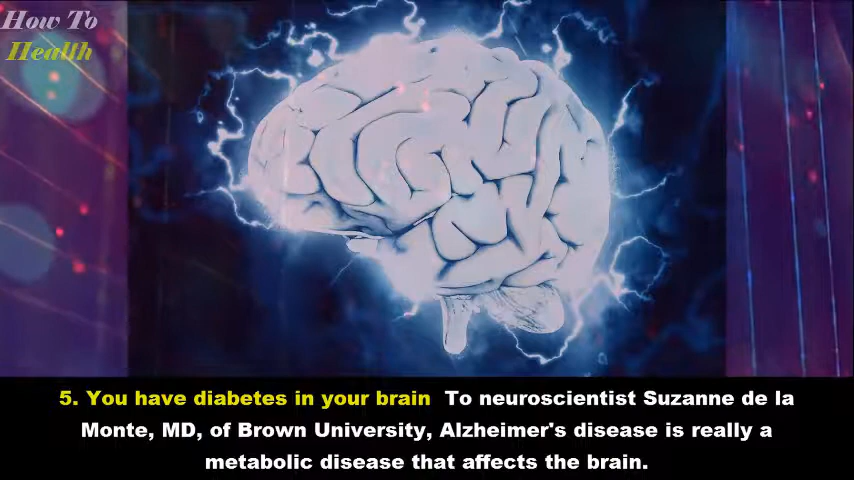 How To
Health
5. You have diabetes in your brain To neuroscientist Suzanne de la
Monte, MD, of Brown University, Alzheimer's disease is really a
metabolic disease that affects the brain.